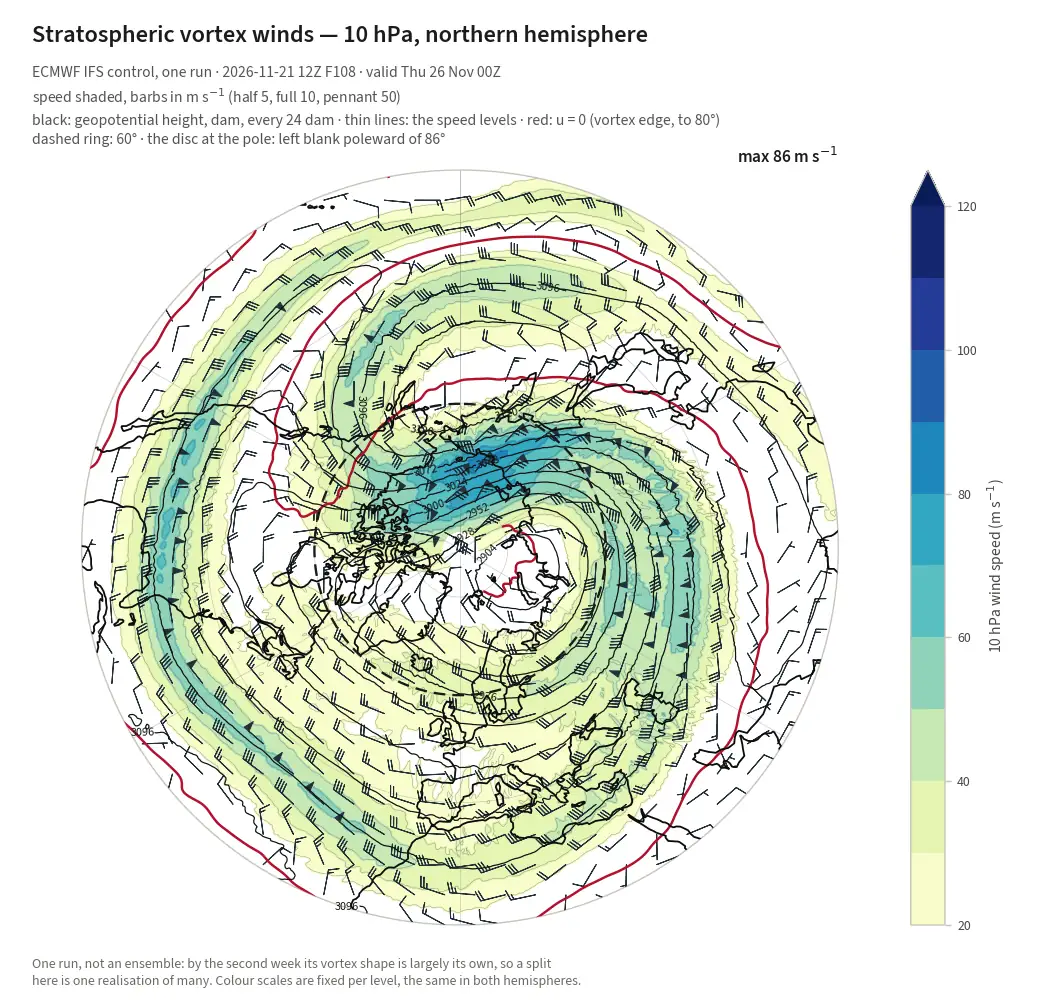 Stratospheric vortex winds — 10 hPa, northern hemisphere
ECMWF IFS control, one run · 2026-11-21 12Z F108 · valid Thu 26 Nov 00Z
speed shaded, barbs in m s⁻¹ (half 5, full 10, pennant 50)
black: geopotential height, dam, every 24 dam · thin lines: the speed levels · red: u = 0 (vortex edge, to 80°)
dashed ring: 60° · the disc at the pole: left blank poleward of 86°
max 86 m s⁻¹
120
100
80
60
40
20
10 hPa wind speed (m s⁻¹)
3096
3096
3072
3024
3000
2952
2904
3096
3096
One run, not an ensemble: by the second week its vortex shape is largely its own, so a split
here is one realisation of many. Colour scales are fixed per level, the same in both hemispheres.